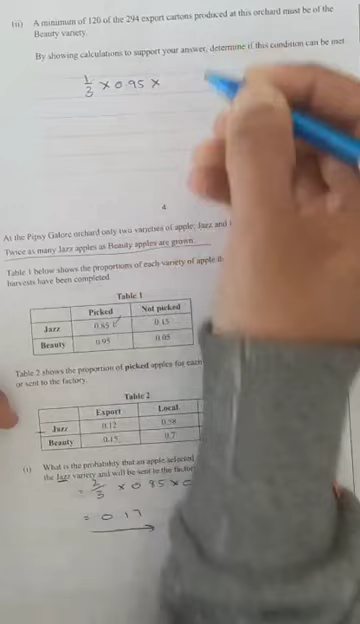 (ii) A minimum of 120 of the 294 export cartons produced at this orchard must be of the
Beauty variety.
By showing calculations to support your answer, determine if this condition can be met
1/3 × 0.95 ×
4
At the Pipsy Galore orchard only two varieties of apple, Jazz and
Twice as many Jazz apples as Beauty apples are grown.
Table 1 below shows the proportions of each variety of apple
harvests have been completed
Table 1
Picked Not picked
Jazz 0.85 0.15
Beauty 0.95 0.05
Table 2 shows the proportion of picked apples for each
or sent to the factory.
Table 2
Export Local
Jazz 0.12 0.58
Beauty 0.15 0.7
(i) What is the probability that an apple selected
the Jazz variety and will be sent to the factory
= 2/3 × 0.85 × 0
= 0.17